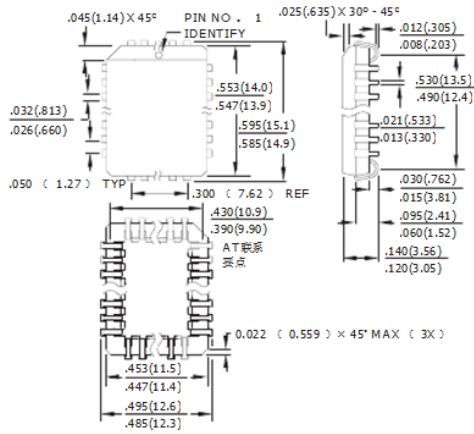 .045(1.14) X 45°
PIN NO. 1
IDENTIFY
.025(.635) X 30° - 45°
.012(.305)
.008(.203)
.553(14.0)
.547(13.9)
.530(13.5)
.490(12.4)
.032(.813)
.026(.660)
.595(15.1)
.585(14.9)
.021(.533)
.013(.330)
.050 ( 1.27) TYP
.300 ( 7.62) REF
.030(.762)
.015(3.81)
.430(10.9)
.390(9.90)
AT联系
要点
.095(2.41)
.060(1.52)
.140(3.56)
.120(3.05)
0.022 ( 0.559 ) × 45° MAX ( 3X)
.453(11.5)
.447(11.4)
.495(12.6)
.485(12.3)